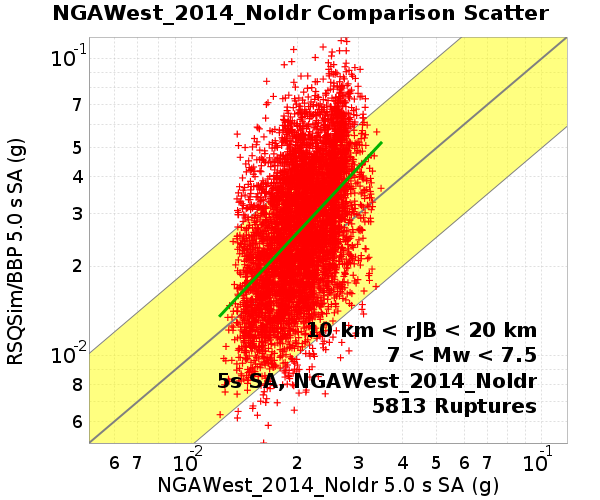 NGAWest_2014_NoIdr Comparison Scatter
RSQSim/BBP 5.0 s SA (g)
10-1
7
5
4
3
2
10-2
8
6
10 km < rJB < 20 km
7 < Mw < 7.5
5s SA, NGAWest_2014_NoIdr
5813 Ruptures
6 7 10-2 2 3 4 5 6 7 10-1
NGAWest_2014_NoIdr 5.0 s SA (g)